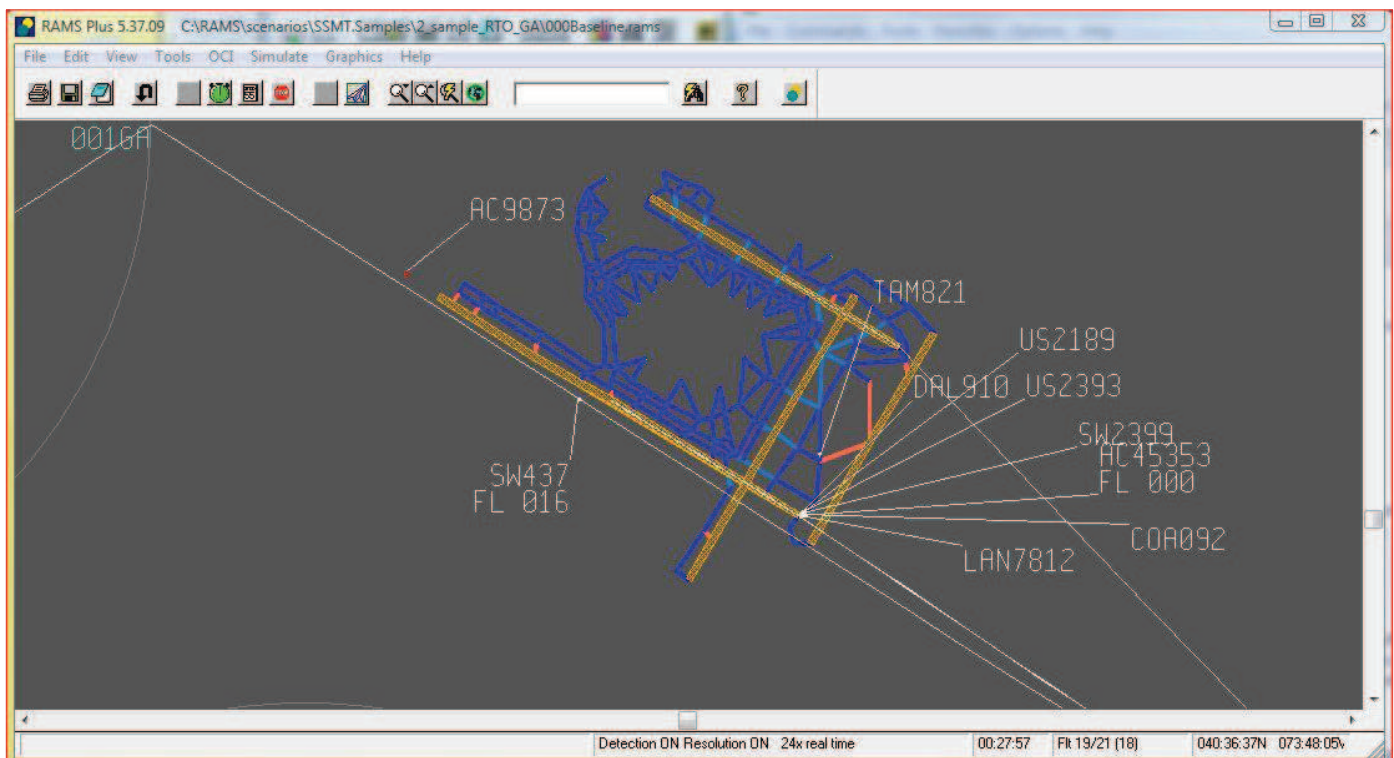 RAMS Plus 5.37.09 C:\RAMS\scenarios\SSMT.Samples\2_sample_RTO_GA\000Baseline.rams
File Edit View Tools OCI Simulate Graphics Help
001GA
AC9873
TAM821
US2189
DAL910 US2393
SW2399
AC45353
FL 000
SW437
FL 016
COA092
LAN7812
Detection ON Resolution ON 24x real time 00:27:57 Flt 19/21 (18) 040:36:37N 073:48:05